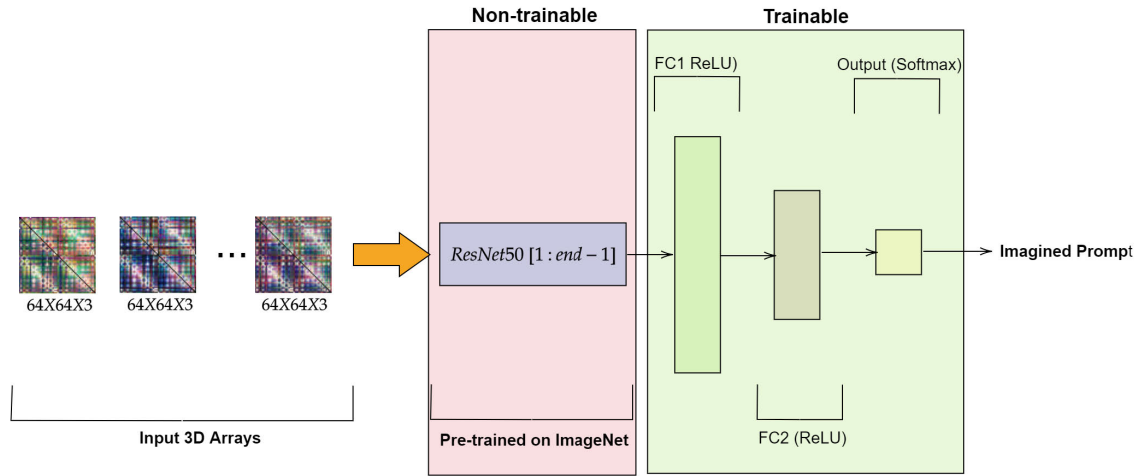 Non-trainable
Trainable
FC1 ReLU)
Output (Softmax)
ResNet50 [1 : end − 1]
Imagined Prompt
64X64X3
64X64X3
...
64X64X3
Input 3D Arrays
Pre-trained on ImageNet
FC2 (ReLU)